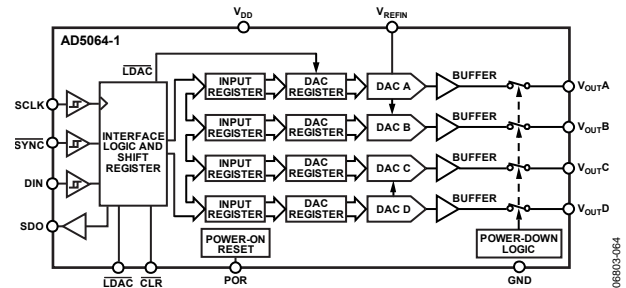 VDD
VREFIN
AD5064-1
LDAC
BUFFER
INPUT
REGISTER
DAC
REGISTER
DAC A
VOUTA
SCLK
BUFFER
INPUT
REGISTER
DAC
REGISTER
DAC B
VOUTB
SYNC
INTERFACE
LOGIC AND
SHIFT
REGISTER
BUFFER
INPUT
REGISTER
DAC
REGISTER
DAC C
VOUTC
DIN
BUFFER
INPUT
REGISTER
DAC
REGISTER
DAC D
VOUTD
SDO
POWER-ON
RESET
POWER-DOWN
LOGIC
LDAC
CLR
POR
GND
06803-064